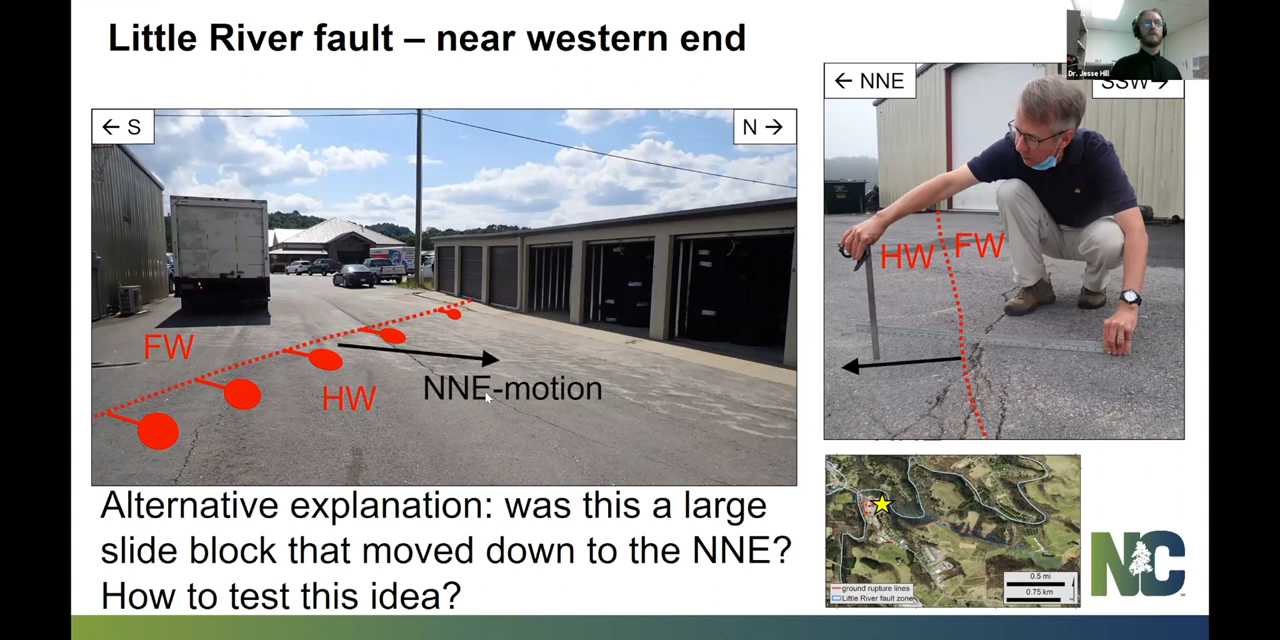 Little River fault – near western end
Dr. Jesse Hill
← S
N →
FW
HW
NNE-motion
← NNE
SSW→
HW
FW
Alternative explanation: was this a large
slide block that moved down to the NNE?
How to test this idea?
ground rupture lines
Little River fault zone
0.5 mi
0.75 km
NC